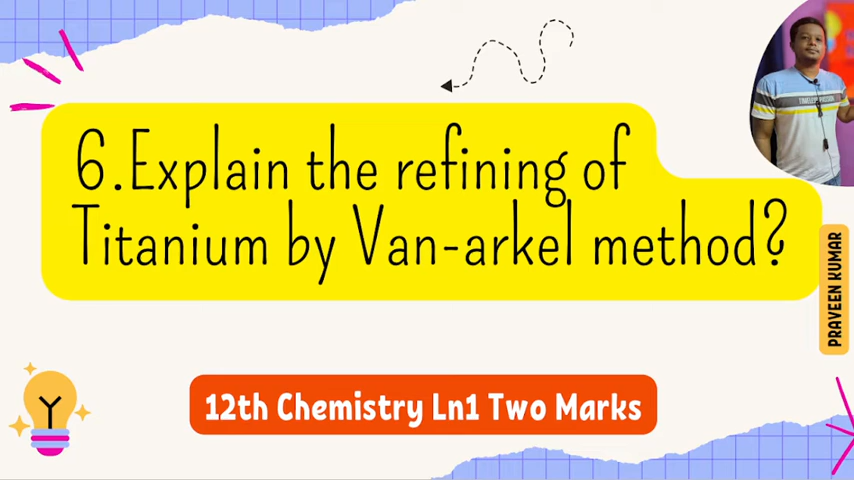 6.Explain the refining of
Titanium by Van-arkel method?
PRAVEEN KUMAR
12th Chemistry Ln1 Two Marks